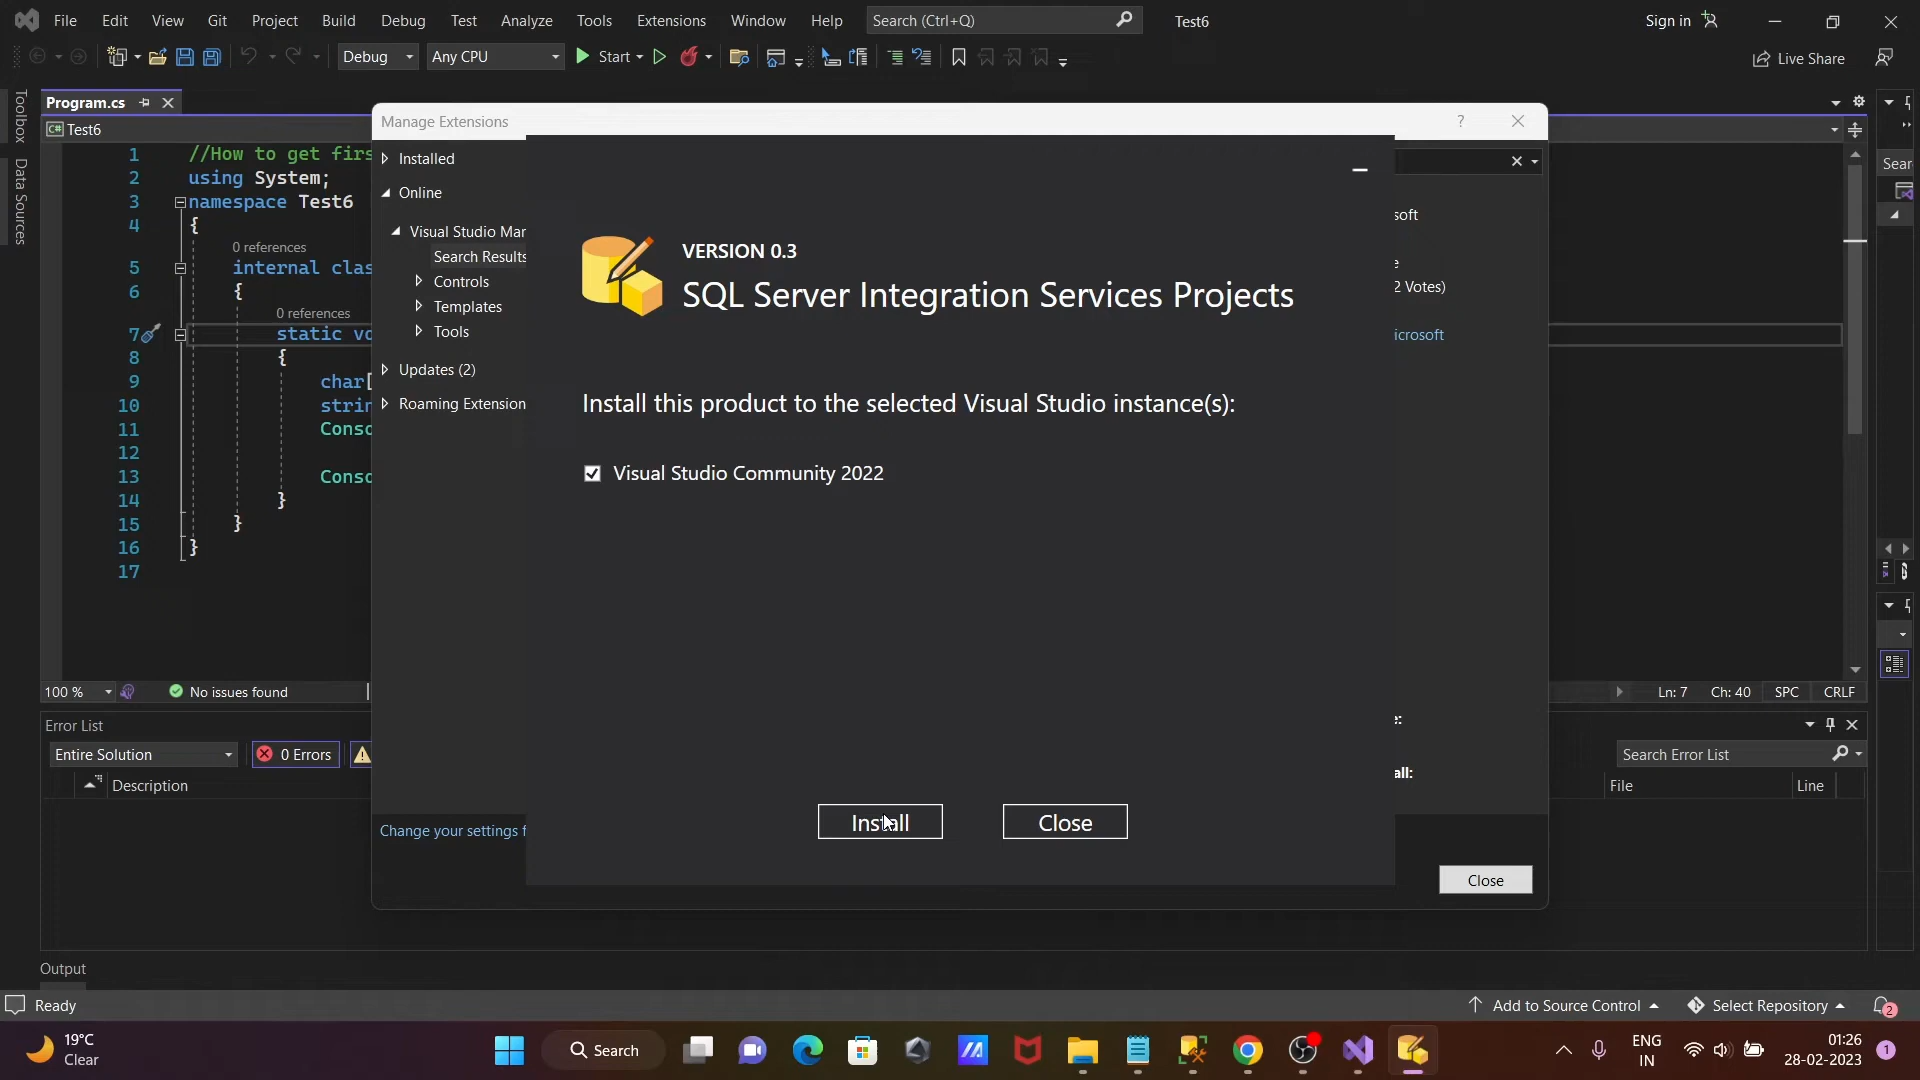 File Edit View Git Project Build Debug Test Analyze Tools Extensions Window Help Search (Ctrl+Q) Test6 Sign in
Debug Any CPU Start Live Share
Toolbox
Data Sources
Program.cs
C# Test6
1 //How to get firs
2 using System;
3 namespace Test6
4 {
0 references
5 internal clas
6 {
0 references
7 static vo
8 {
9 char[
10 strin
11 Conso
12
13 Conso
14 }
15 }
16 }
17
Manage Extensions ?
Installed
Online
Visual Studio Mar
Search Results
Controls
Templates
Tools
Updates (2)
Roaming Extension
Change your settings f
VERSION 0.3
SQL Server Integration Services Projects
Install this product to the selected Visual Studio instance(s):
Visual Studio Community 2022
Install Close
soft
e
2 Votes)
icrosoft
e:
all:
Close
Sear
100 % No issues found Ln: 7 Ch: 40 SPC CRLF
Error List
Entire Solution 0 Errors Search Error List
Description File Line
Output
Ready Add to Source Control Select Repository 2
19°C
Clear
Search
ENG
IN
01:26
28-02-2023
1